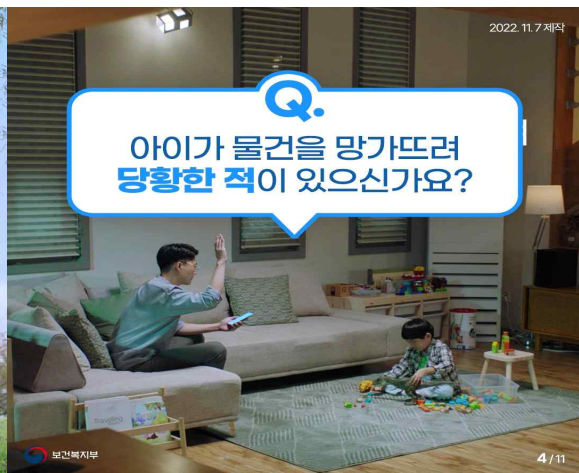 2022. 11. 7 제작
Q.
아이가 물건을 망가뜨려
당황한 적이 있으신가요?
Travelling
보건복지부
4 / 11